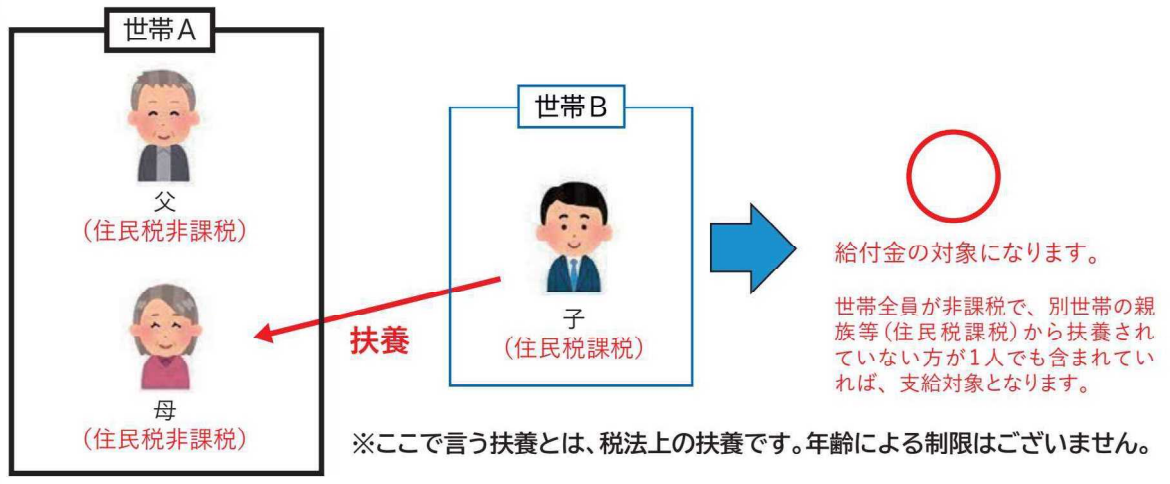 世帯A
父
(住民税非課税)
母
(住民税非課税)
扶養
世帯B
子
(住民税課税)
給付金の対象になります。
世帯全員が非課税で、別世帯の親
族等(住民税課税)から扶養され
ていない方が1人でも含まれてい
れば、支給対象となります。
※ここで言う扶養とは、税法上の扶養です。年齢による制限はございません。